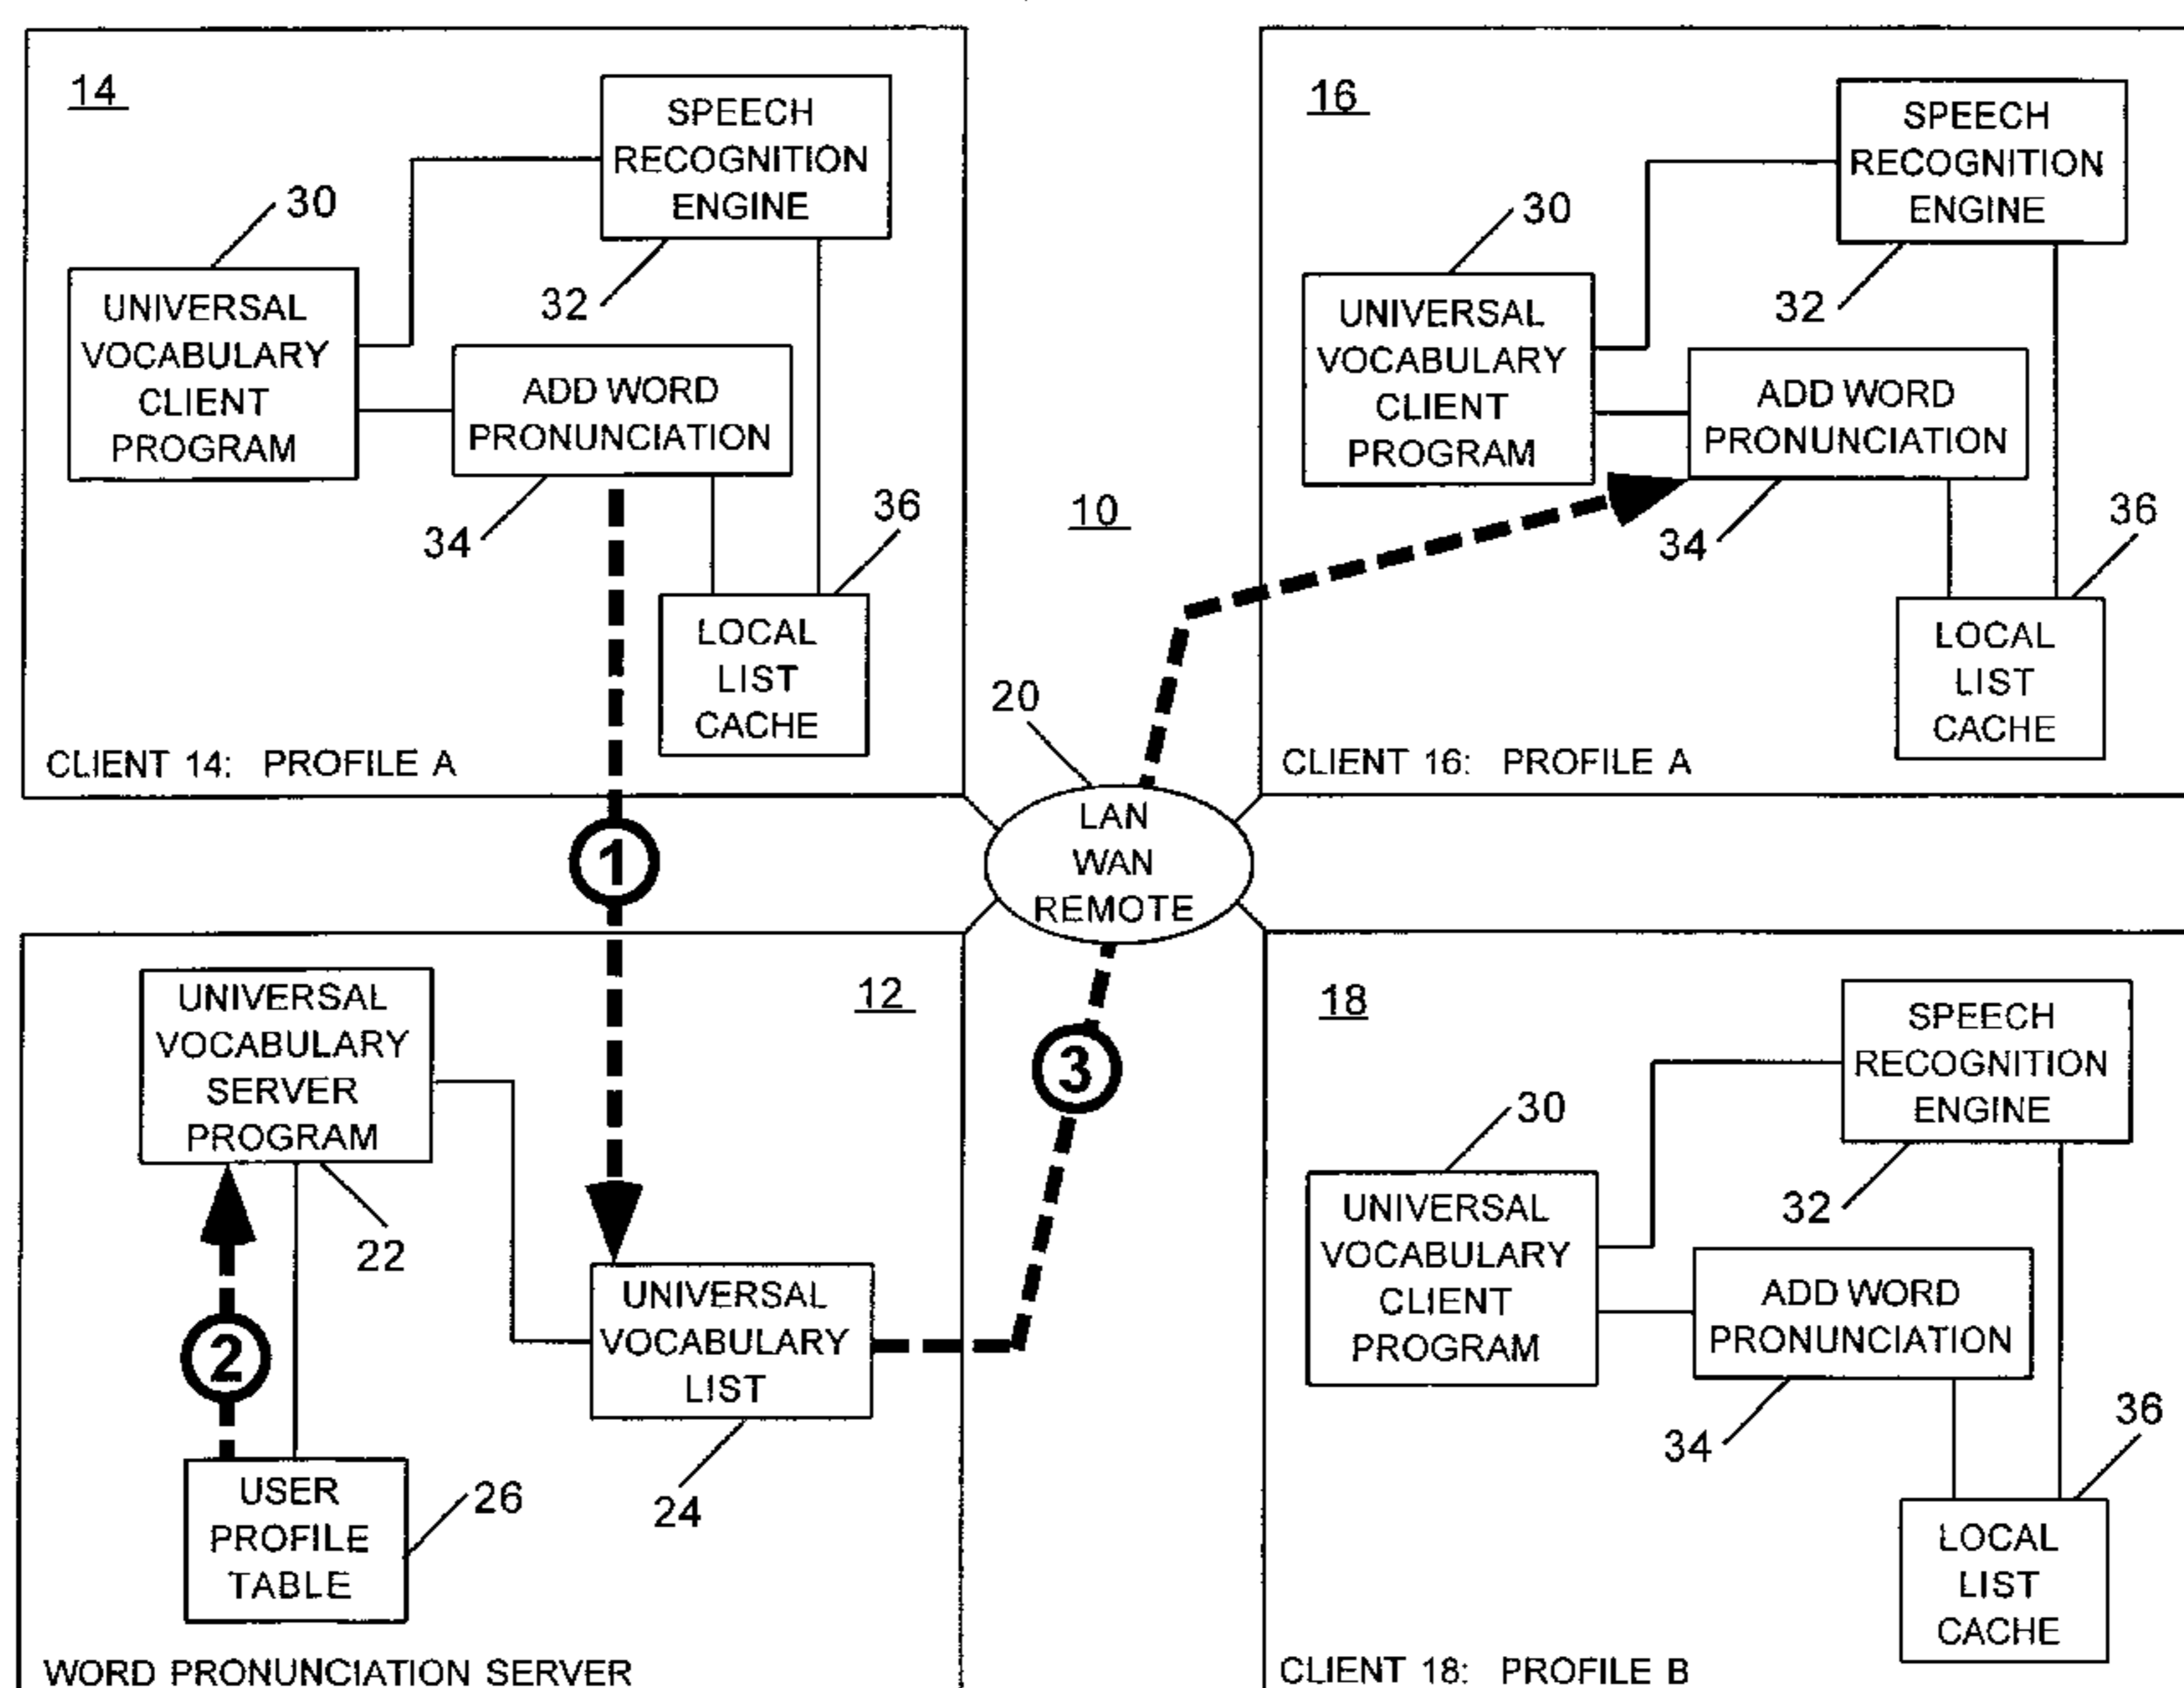 14
SPEECH
RECOGNITION
ENGINE
30
32
UNIVERSAL
VOCABULARY
CLIENT
PROGRAM
ADD WORD
PRONUNCIATION
34
36
LOCAL
LIST
CACHE
CLIENT 14: PROFILE A
16
SPEECH
RECOGNITION
ENGINE
30
32
UNIVERSAL
VOCABULARY
CLIENT
PROGRAM
ADD WORD
PRONUNCIATION
34
36
LOCAL
LIST
CACHE
CLIENT 16: PROFILE A
10
20
LAN
WAN
REMOTE
1
12
UNIVERSAL
VOCABULARY
SERVER
PROGRAM
22
2
3
UNIVERSAL
VOCABULARY
LIST
24
USER
PROFILE
TABLE
26
WORD PRONUNCIATION SERVER
18
SPEECH
RECOGNITION
ENGINE
30
32
UNIVERSAL
VOCABULARY
CLIENT
PROGRAM
ADD WORD
PRONUNCIATION
34
36
LOCAL
LIST
CACHE
CLIENT 18: PROFILE B